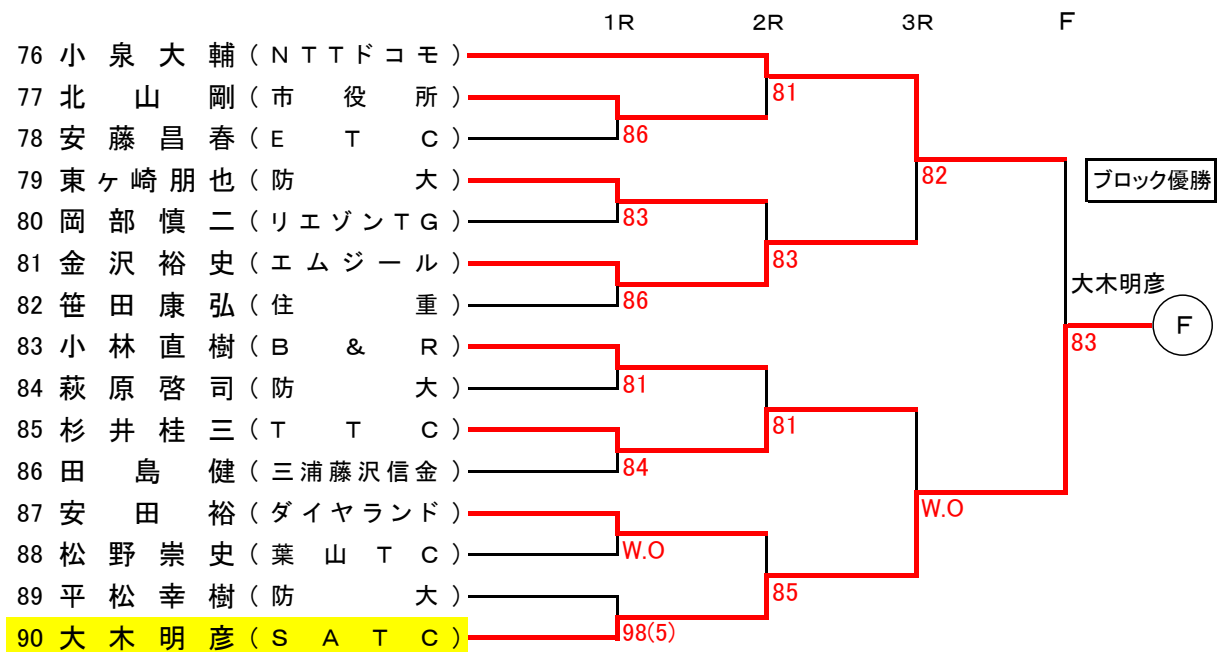 1R 2R 3R F
76 小泉大輔(NTTドコモ)
77 北山剛(市役所)
81
78 安藤昌春(ETC)
86
79 東ヶ崎朋也(防大)
82
ブロック優勝
80 岡部慎二(リエゾンTG)
83
81 金沢裕史(エムジール)
83
82 笹田康弘(住重)
86
大木明彦
F
83 小林直樹(B&R)
83
84 萩原啓司(防大)
81
85 杉井桂三(TTC)
81
86 田島健(三浦藤沢信金)
84
87 安田裕(ダイヤランド)
W.O
88 松野崇史(葉山TC)
W.O
89 平松幸樹(防大)
85
90 大木明彦(SATC)
98(5)